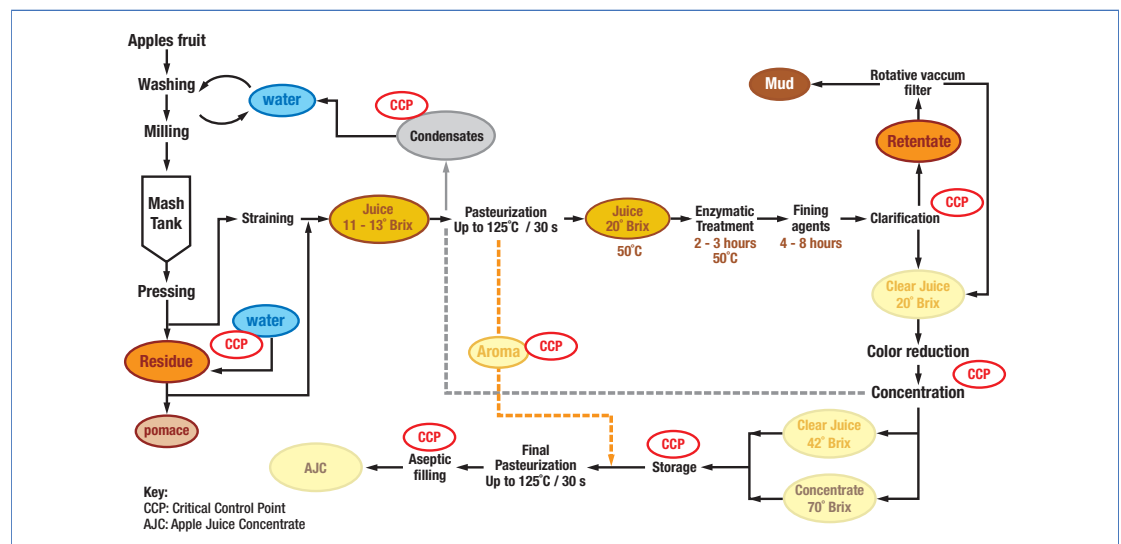 Apples fruit
Washing
water
Milling
CCP
Condensates
Mash
Tank
Straining
Juice
11 - 13° Brix
Pasteurization
Up to 125°C / 30 s
Juice
20° Brix
50°C
Enzymatic
Treatment
2 - 3 hours
50°C
Fining
agents
4 - 8 hours
Clarification
CCP
Retentate
Rotative vaccum
filter
Mud
Clear Juice
20° Brix
Pressing
water
CCP
Residue
pomace
Aroma
CCP
Color reduction
CCP
Concentration
Clear Juice
42° Brix
Concentrate
70° Brix
CCP
Storage
Final
Pasteurization
Up to 125°C / 30 s
CCP
Aseptic
filling
AJC
Key:
CCP: Critical Control Point
AJC: Apple Juice Concentrate